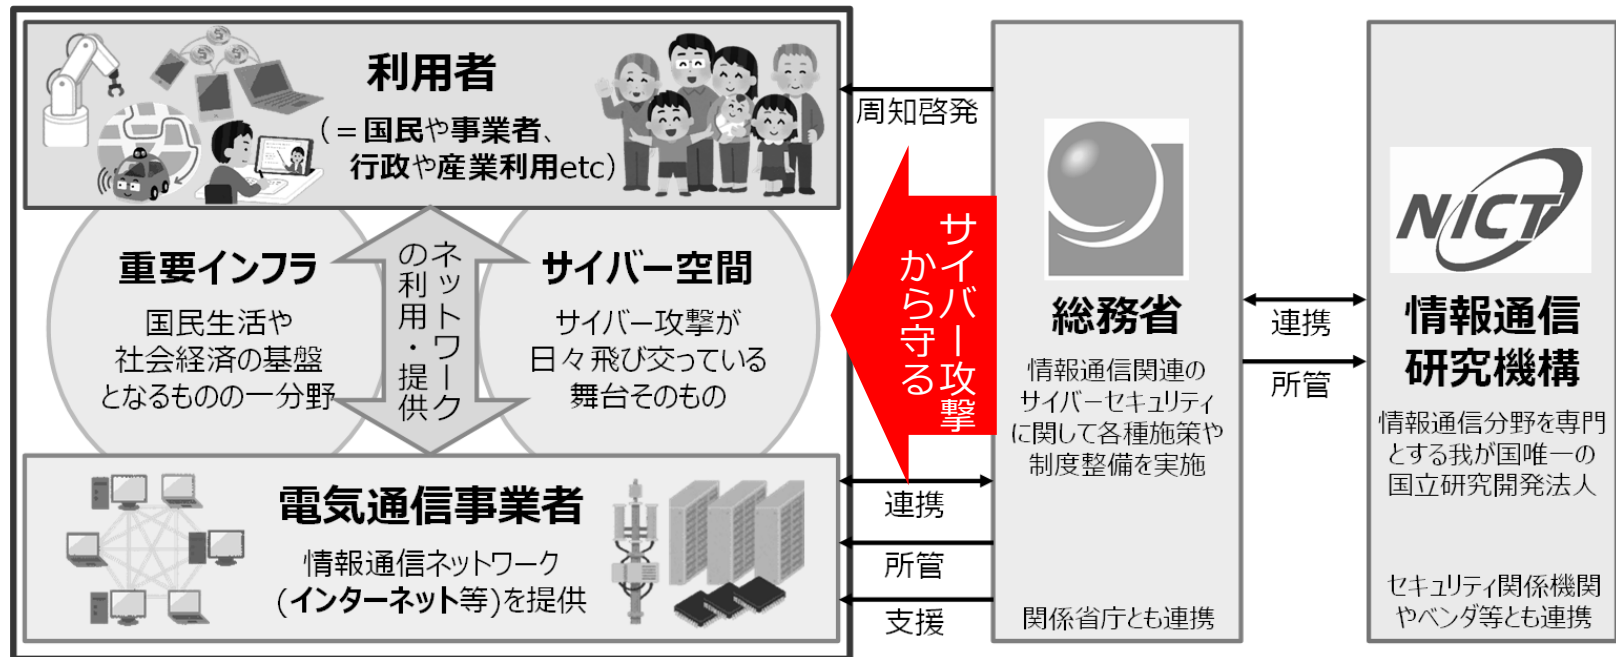 利用者
(=国民や事業者、
行政や産業利用etc)
重要インフラ
国民生活や
社会経済の基盤
となるものの一分野
ネットワーク
の利用・提供
サイバー空間
サイバー攻撃が
日々飛び交っている
舞台そのもの
電気通信事業者
情報通信ネットワーク
(インターネット等)を提供
周知啓発
サイバー攻撃
から守る
連携
所管
支援
総務省
情報通信関連の
サイバーセキュリティ
に関して各種施策や
制度整備を実施
関係省庁とも連携
連携
所管
NICT
情報通信
研究機構
情報通信分野を専門
とする我が国唯一の
国立研究開発法人
セキュリティ関係機関
やベンダ等とも連携